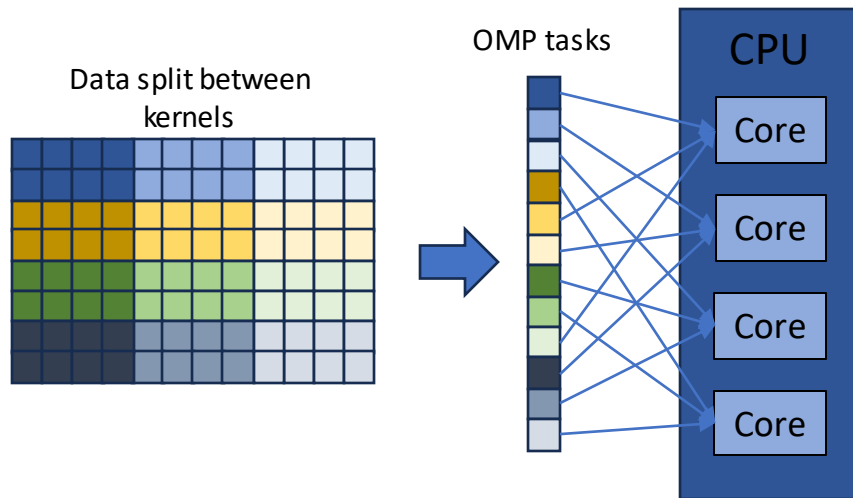 Data split between
kernels
OMP tasks
CPU
Core
Core
Core
Core